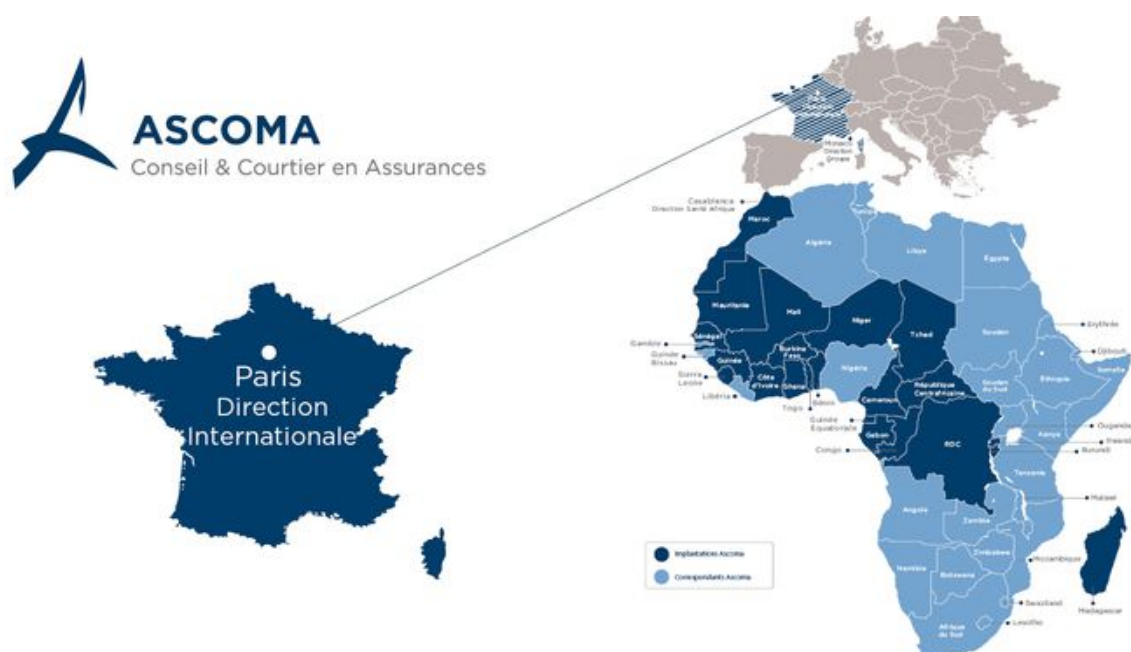 ASCOMA
Conseil & Courtier en Assurances
Paris
Direction
Internationale
Monaco
Direction
groupe
Casablanca
Direction Santé Afrique
Maroc
Algérie
Tunisie
Libye
Égypte
Mauritanie
Mali
Niger
Tchad
Soudan
Erythrée
Sénégal
Gambie
Guinée
Bissau
Guinée
Burkina
Faso
Djibouti
Somalie
Sierra
Leone
Côte
d'Ivoire
Ghana
Nigéria
Soudan
du Sud
Ethiopie
Libéria
Togo
Bénin
Cameroun
République
Centrafricaine
Guinée
Equatoriale
Gabon
Congo
RDC
Ouganda
Kenya
Burundi
Tanzanie
Malawi
Angola
Zambie
Zimbabwe
Mozambique
Namibie
Botswana
Swaziland
Madagascar
Afrique
du Sud
Lesotho
Implantations Ascoma
Correspondants Ascoma